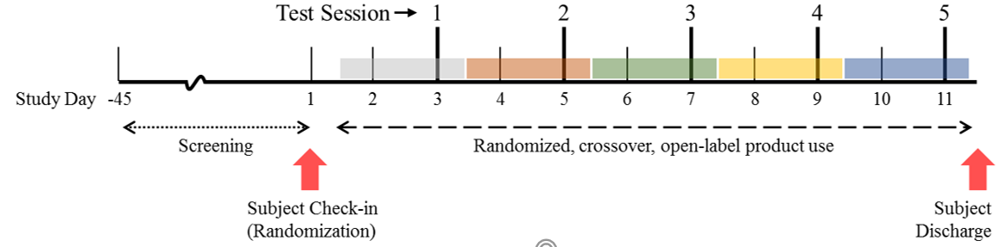 Test Session → 1 2 3 4 5
Study Day -45 1 2 3 4 5 6 7 8 9 10 11
Screening
Randomized, crossover, open-label product use
Subject Check-in
(Randomization)
Subject
Discharge